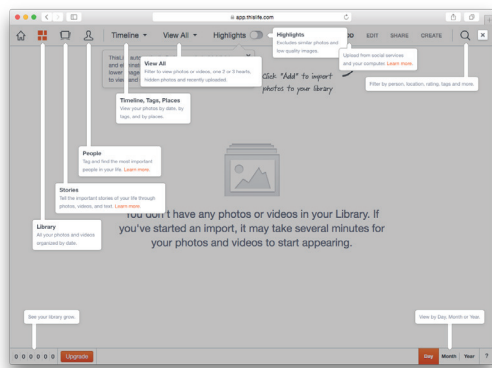 app.thislife.com
Timeline
View All
Highlights
EDIT
SHARE
CREATE
Highlights
Excludes similar photos and
low quality images.
Upload from social services
and your computer. Learn more.
Filter by person, location, rating, tags and more.
View All
Filter to view photos or videos, one 2 or 3 hearts,
hidden photos and recently uploaded.
Click "Add" to import
photos to your library
Timeline, Tags, Places
View your photos by date, by
tags, and by places.
People
Tag and find the most important
people in your life. Learn more.
Stories
Tell the important stories of your life through
photos, videos, and text. Learn more.
Library
All your photos and videos
organized by date.
You don't have any photos or videos in your Library. If
you've started an import, it may take several minutes for
your photos and videos to start appearing.
See your library grow.
View by Day, Month or Year.
0 0 0 0 0 0
Upgrade
Day
Month
Year
?